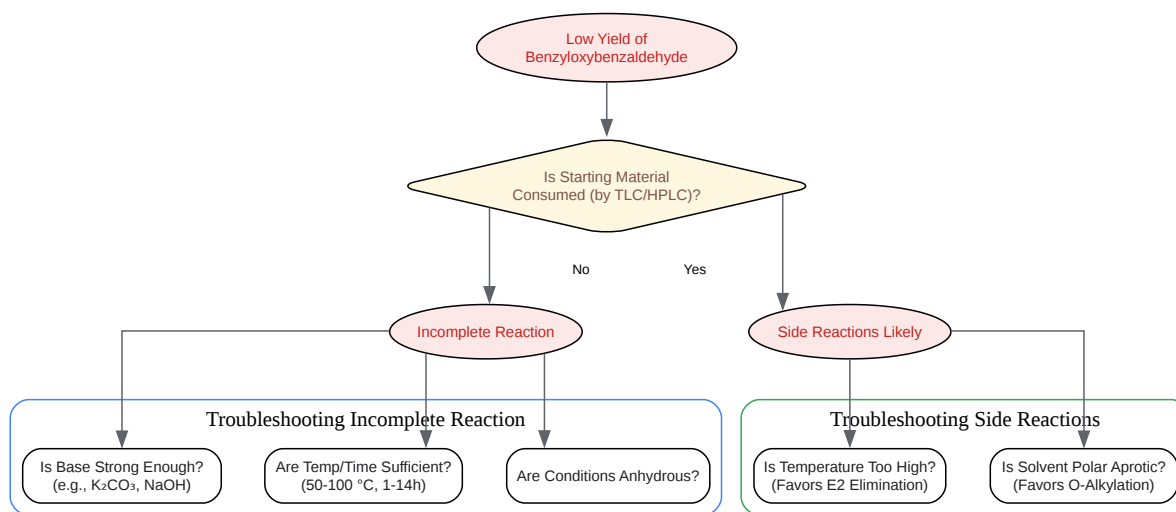 Low Yield of
Benzyloxybenzaldehyde
Is Starting Material
Consumed (by TLC/HPLC)?
No
Yes
Incomplete Reaction
Side Reactions Likely
Troubleshooting Incomplete Reaction
Is Base Strong Enough?
(e.g., K₂CO₃, NaOH)
Are Temp/Time Sufficient?
(50-100 °C, 1-14h)
Are Conditions Anhydrous?
Troubleshooting Side Reactions
Is Temperature Too High?
(Favors E2 Elimination)
Is Solvent Polar Aprotic?
(Favors O-Alkylation)